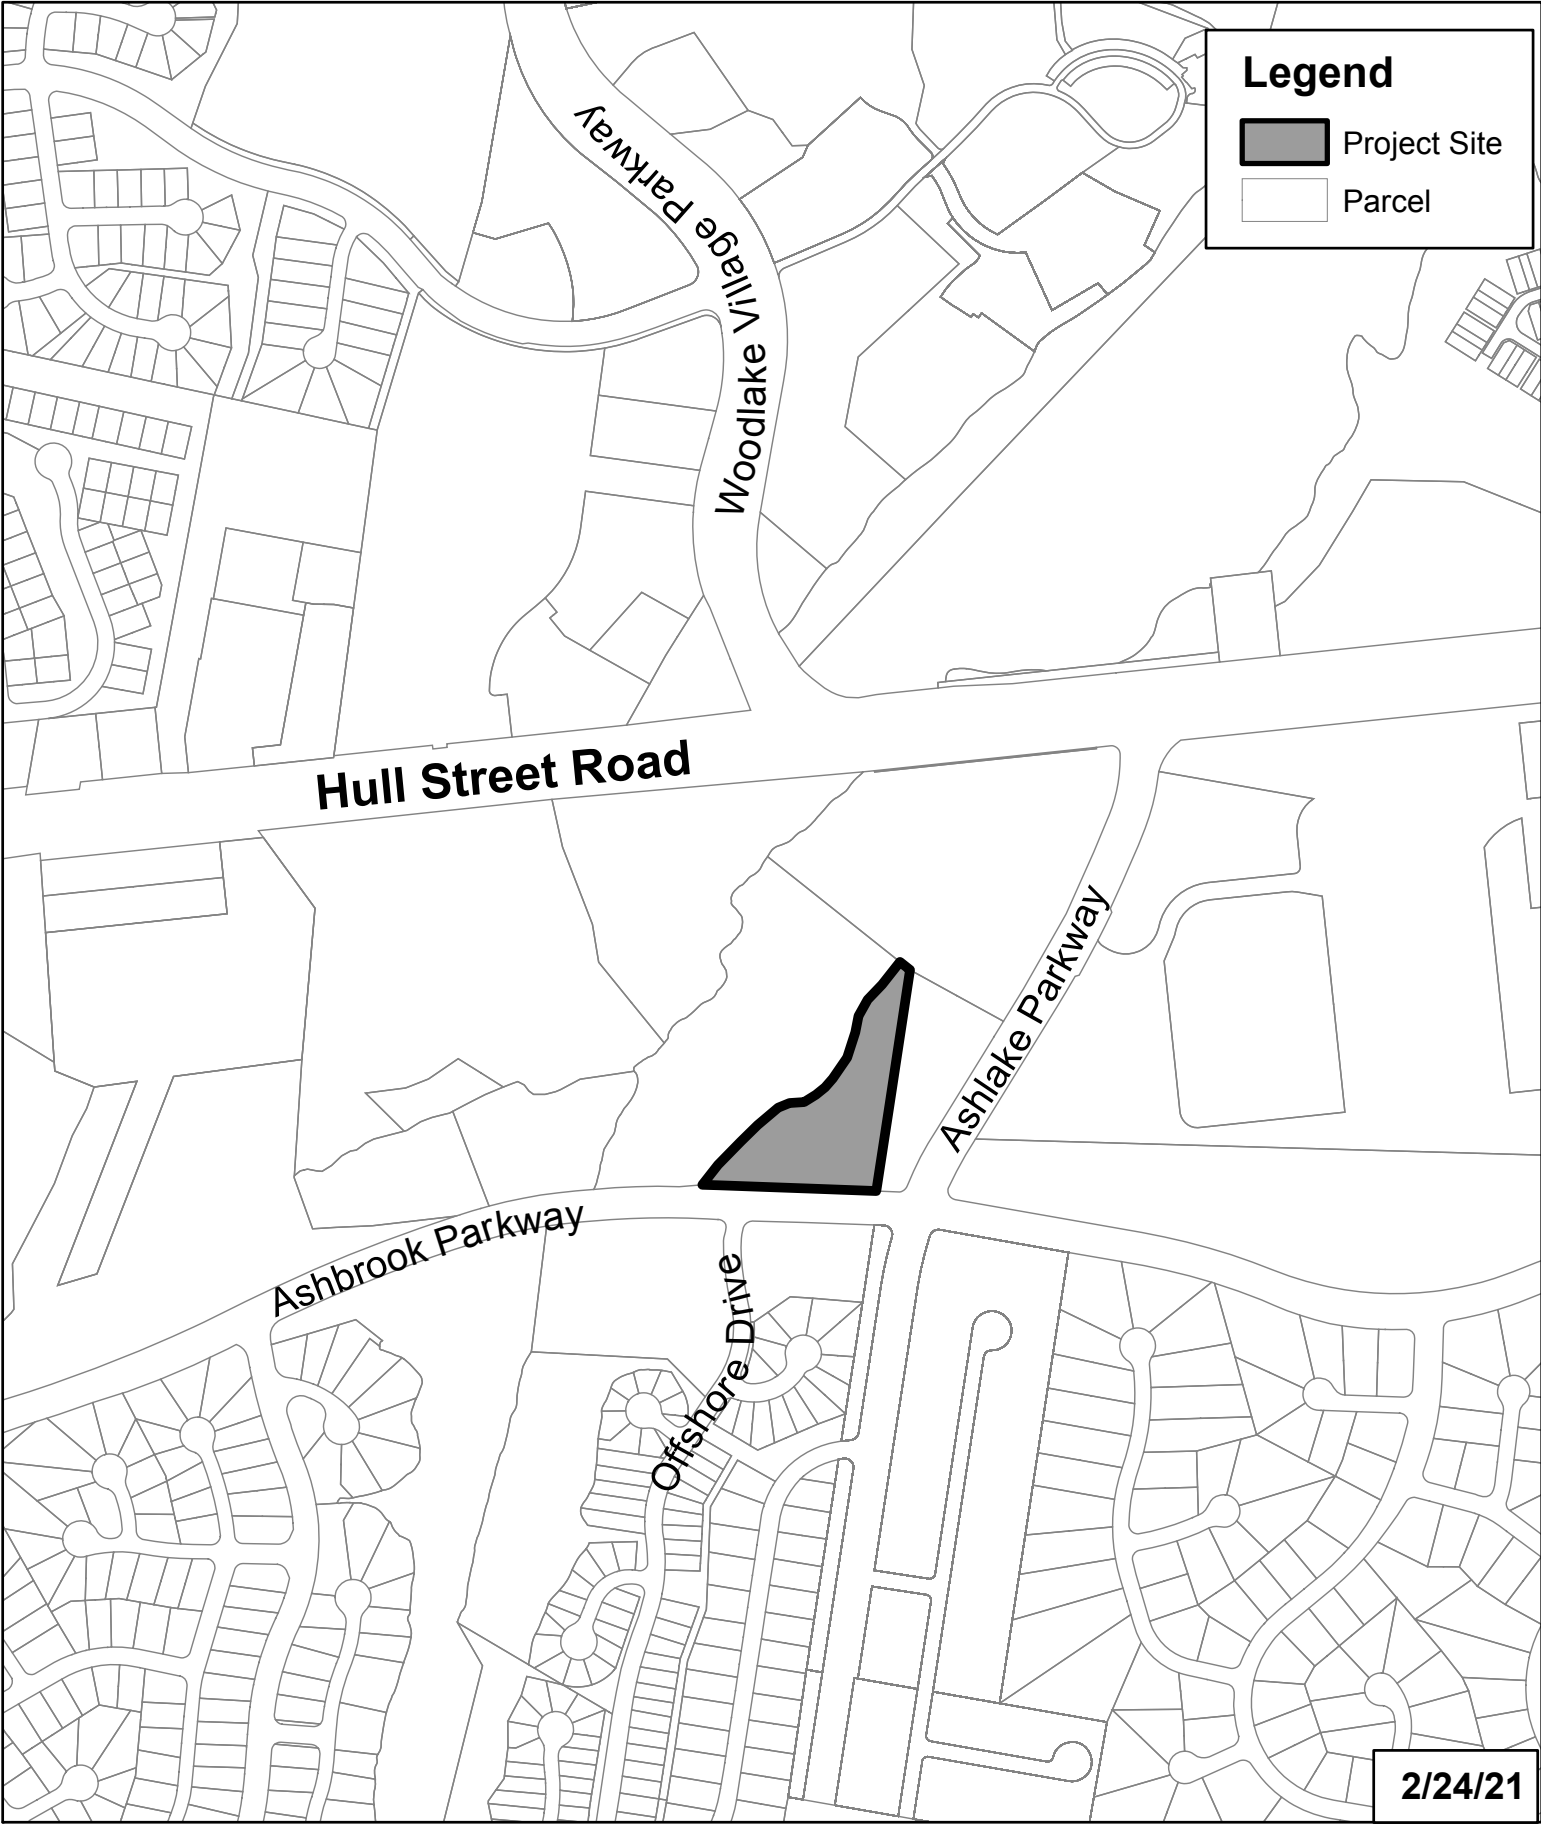 Legend
Project Site
Parcel
Woodlake Village Parkway
Hull Street Road
Ashlake Parkway
Ashbrook Parkway
Offshore Drive
2/24/21